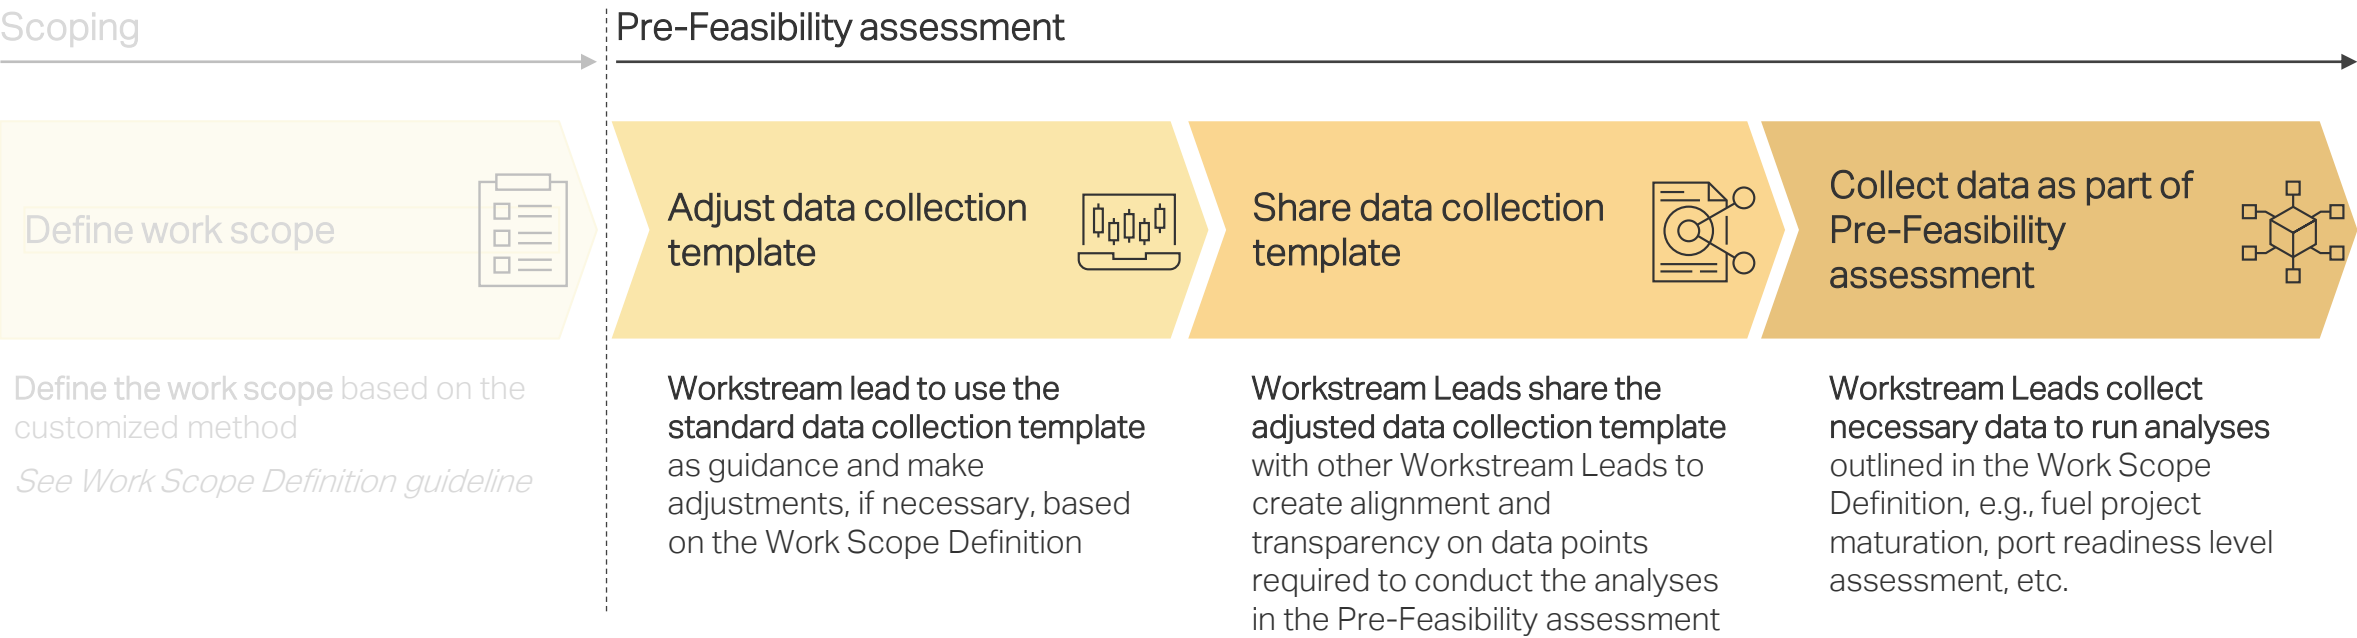 Scoping
Pre-Feasibility assessment
Define work scope
Adjust data collection
template
Share data collection
template
Collect data as part of
Pre-Feasibility
assessment
Define the work scope based on the
customized method
See Work Scope Definition guideline
Workstream lead to use the
standard data collection template
as guidance and make
adjustments, if necessary, based
on the Work Scope Definition
Workstream Leads share the
adjusted data collection template
with other Workstream Leads to
create alignment and
transparency on data points
required to conduct the analyses
in the Pre-Feasibility assessment
Workstream Leads collect
necessary data to run analyses
outlined in the Work Scope
Definition, e.g., fuel project
maturation, port readiness level
assessment, etc.